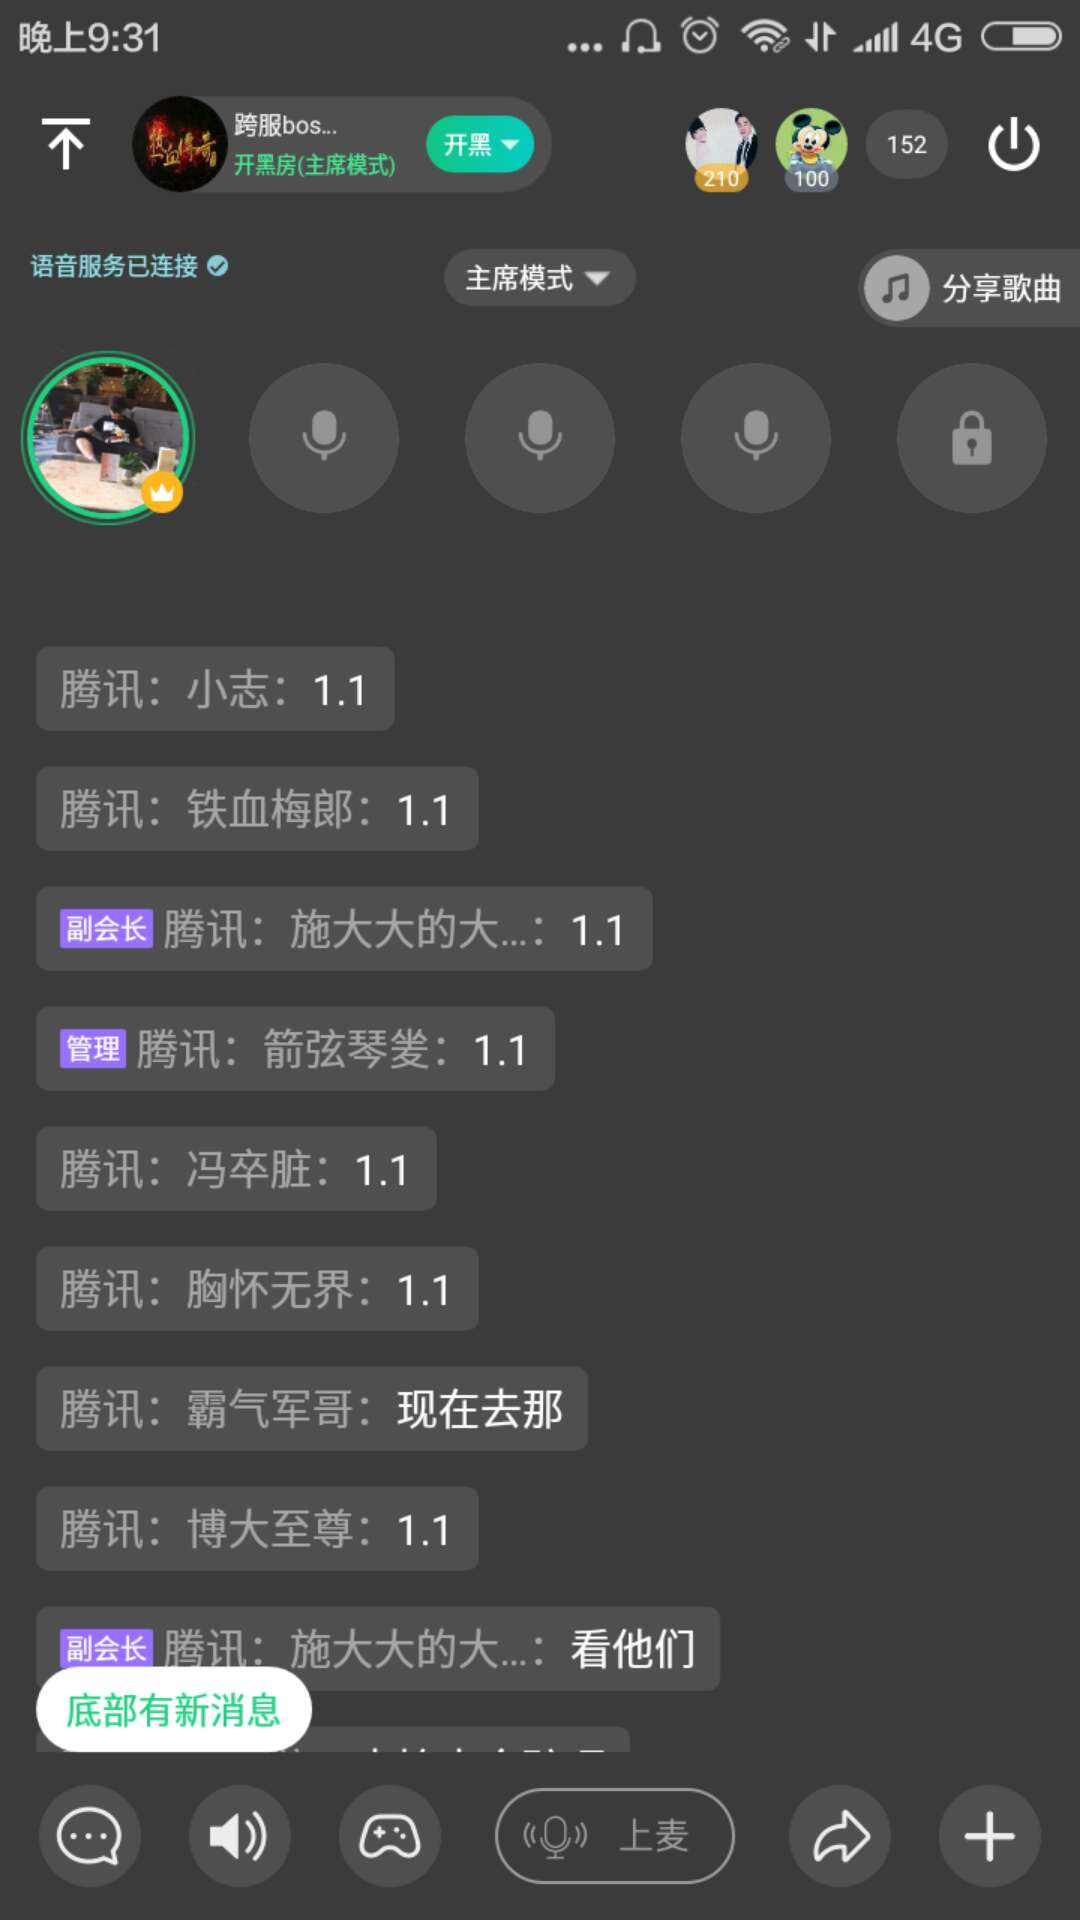 晚上9:31
4G
热血传奇
跨服bos...
开黑房(主席模式)
开黑
210
100
152
语音服务已连接
主席模式
分享歌曲
腾讯：小志：1.1
腾讯：铁血梅郎：1.1
副会长 腾讯：施大大的大...：1.1
管理 腾讯：箭弦琴瑩：1.1
腾讯：冯卒脏：1.1
腾讯：胸怀无界：1.1
腾讯：霸气军哥：现在去那
腾讯：博大至尊：1.1
副会长 腾讯：施大大的大...：看他们
底部有新消息
上麦